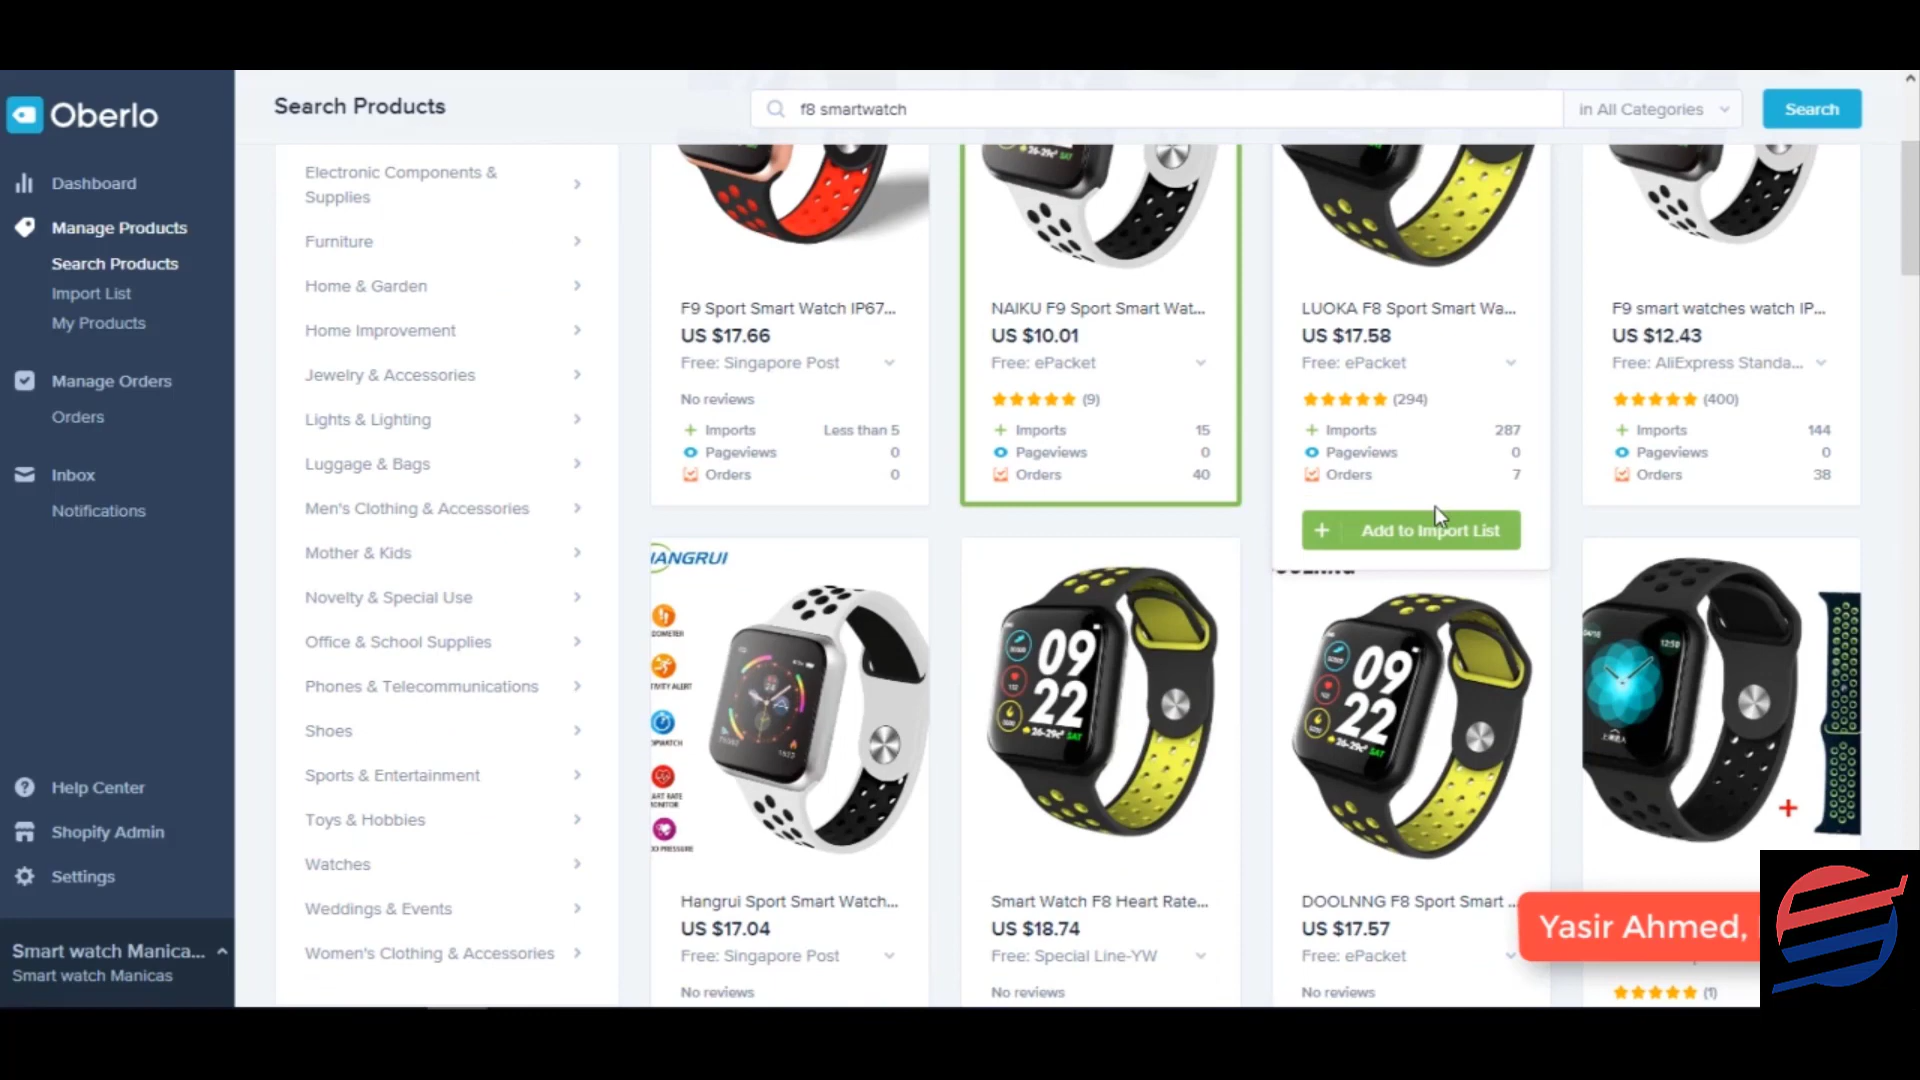 Oberlo
Dashboard
Manage Products
Search Products
Import List
My Products
Manage Orders
Orders
Inbox
Notifications
Help Center
Shopify Admin
Settings
Smart watch Manica...
Smart watch Manicas
Search Products
f8 smartwatch
in All Categories
Search
Electronic Components &
Supplies
Furniture
Home & Garden
Home Improvement
Jewelry & Accessories
Lights & Lighting
Luggage & Bags
Men's Clothing & Accessories
Mother & Kids
Novelty & Special Use
Office & School Supplies
Phones & Telecommunications
Shoes
Sports & Entertainment
Toys & Hobbies
Watches
Weddings & Events
Women's Clothing & Accessories
F9 Sport Smart Watch IP67...
US $17.66
Free: Singapore Post
No reviews
Imports Less than 5
Pageviews 0
Orders 0
26-29c° SAT
NAIKU F9 Sport Smart Wat...
US $10.01
Free: ePacket
(9)
Imports 15
Pageviews 0
Orders 40
LUOKA F8 Sport Smart Wa...
US $17.58
Free: ePacket
(294)
Imports 287
Pageviews 0
Orders 7
+ Add to Import List
F9 smart watches watch IP...
US $12.43
Free: AliExpress Standa...
(400)
Imports 144
Pageviews 0
Orders 38
HANGRUI
Hangrui Sport Smart Watch...
US $17.04
Free: Singapore Post
No reviews
09
22
26-29c° SAT
Smart Watch F8 Heart Rate...
US $18.74
Free: Special Line-YW
No reviews
09
22
26-29c° SAT
DOOLNNG F8 Sport Smart ...
US $17.57
Free: ePacket
No reviews
(1)
Yasir Ahmed,